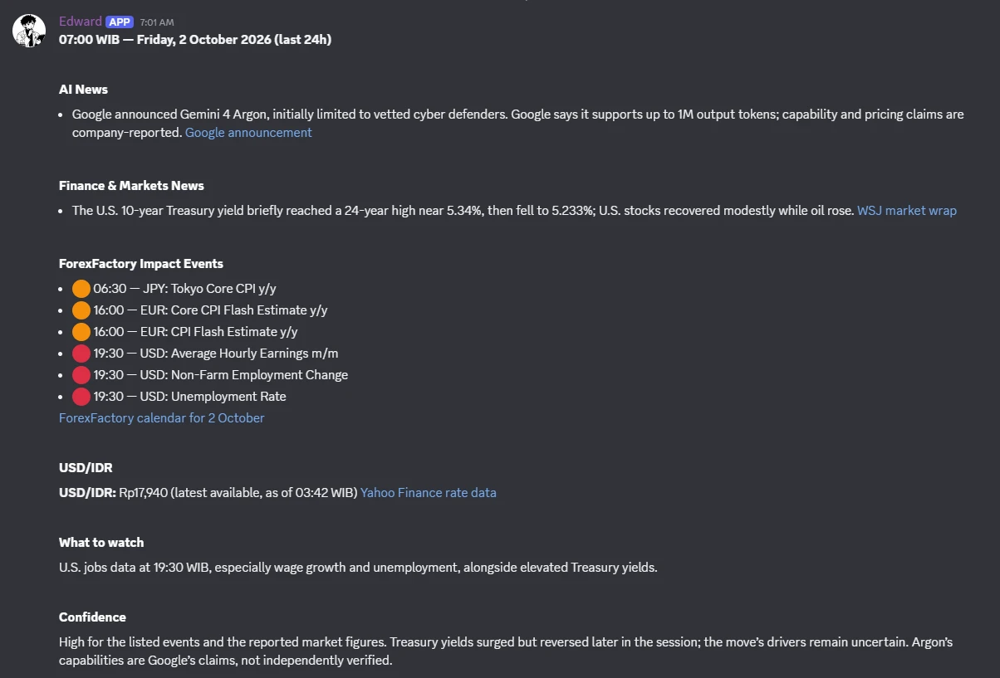 Edward APP 7:01 AM
07:00 WIB — Friday, 2 October 2026 (last 24h)
AI News
• Google announced Gemini 4 Argon, initially limited to vetted cyber defenders. Google says it supports up to 1M output tokens; capability and pricing claims are
company-reported. Google announcement
Finance & Markets News
• The U.S. 10-year Treasury yield briefly reached a 24-year high near 5.34%, then fell to 5.233%; U.S. stocks recovered modestly while oil rose. WSJ market wrap
ForexFactory Impact Events
• 🟠 06:30 — JPY: Tokyo Core CPI y/y
• 🟠 16:00 — EUR: Core CPI Flash Estimate y/y
• 🟠 16:00 — EUR: CPI Flash Estimate y/y
• 🔴 19:30 — USD: Average Hourly Earnings m/m
• 🔴 19:30 — USD: Non-Farm Employment Change
• 🔴 19:30 — USD: Unemployment Rate
ForexFactory calendar for 2 October
USD/IDR
USD/IDR: Rp17,940 (latest available, as of 03:42 WIB) Yahoo Finance rate data
What to watch
U.S. jobs data at 19:30 WIB, especially wage growth and unemployment, alongside elevated Treasury yields.
Confidence
High for the listed events and the reported market figures. Treasury yields surged but reversed later in the session; the move's drivers remain uncertain. Argon's
capabilities are Google's claims, not independently verified.